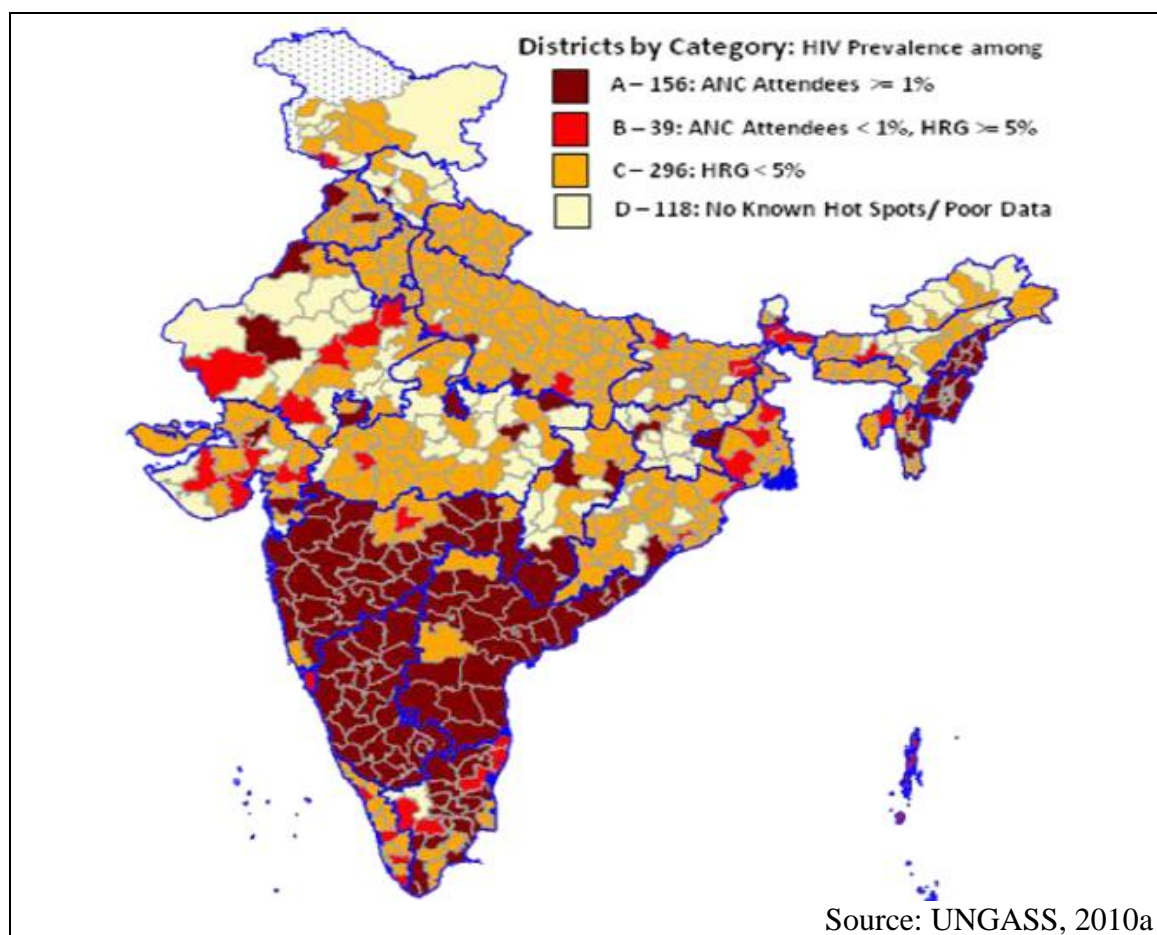 Districts by Category: HIV Prevalence among
A – 156: ANC Attendees >= 1%
B – 39: ANC Attendees < 1%, HRG >= 5%
C – 296: HRG < 5%
D – 118: No Known Hot Spots/ Poor Data
Source: UNGASS, 2010a